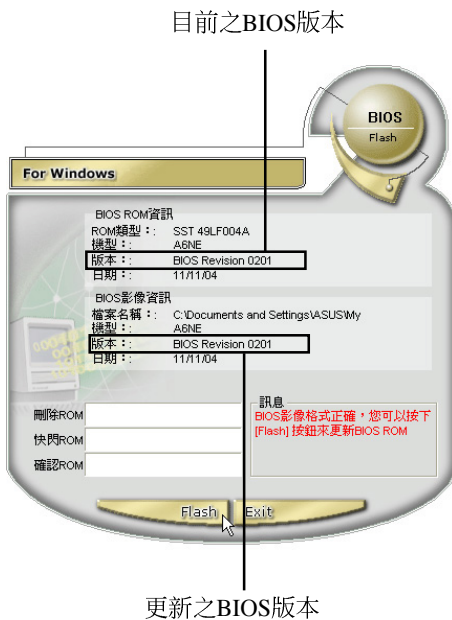 目前之BIOS版本
BIOS
Flash
For Windows
BIOS ROM資訊
ROM類型：: SST 49LF004A
機型：: A6NE
版本：: BIOS Revision 0201
日期：: 11/11/04
BIOS影像資訊
檔案名稱：: C:\Documents and Settings\ASUS\My
機型：: A6NE
版本：: BIOS Revision 0201
日期：: 11/11/04
刪除ROM
快閃ROM
確認ROM
訊息
BIOS影像格式正確，您可以按下
[Flash] 按鈕來更新BIOS ROM
Flash Exit
更新之BIOS版本